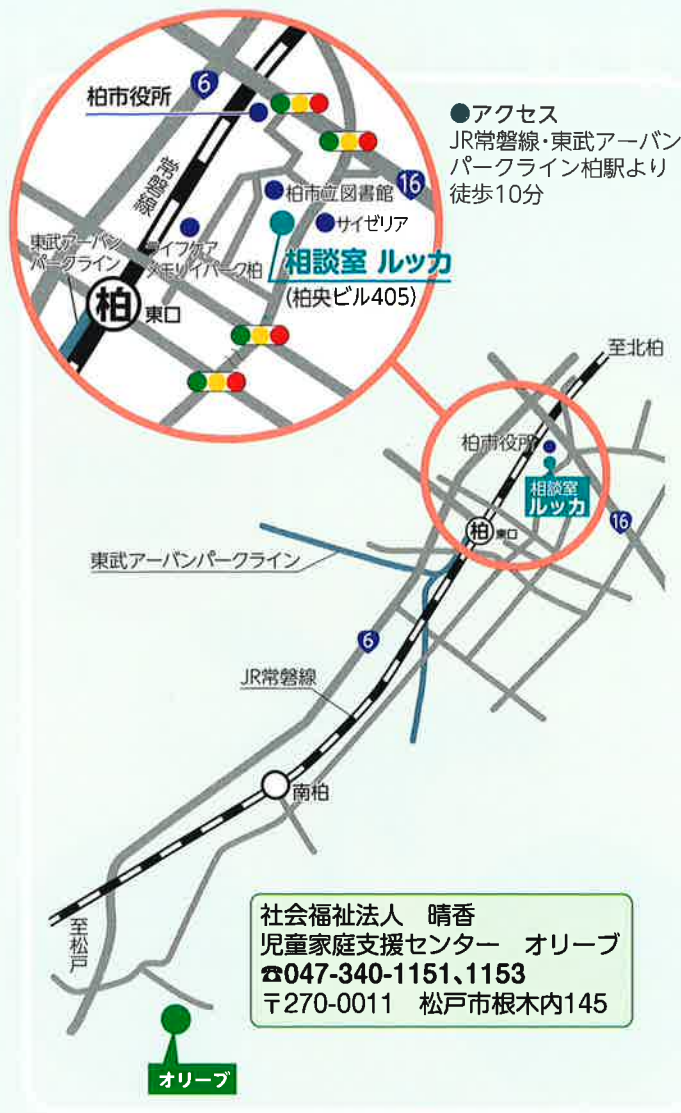 柏市役所
6
常磐線
柏市立図書館
16
サイゼリア
東武アーバン
パークライン
ライフケア
メモリイパーク柏
相談室 ルッカ
(柏央ビル405)
柏 東口
●アクセス
JR常磐線・東武アーバン
パークライン柏駅より
徒歩10分
至北柏
柏市役所
相談室
ルッカ
16
柏 東口
東武アーバンパークライン
6
JR常磐線
南柏
至松戸
社会福祉法人 晴香
児童家庭支援センター オリーブ
☎047-340-1151、1153
〒270-0011 松戸市根木内145
オリーブ